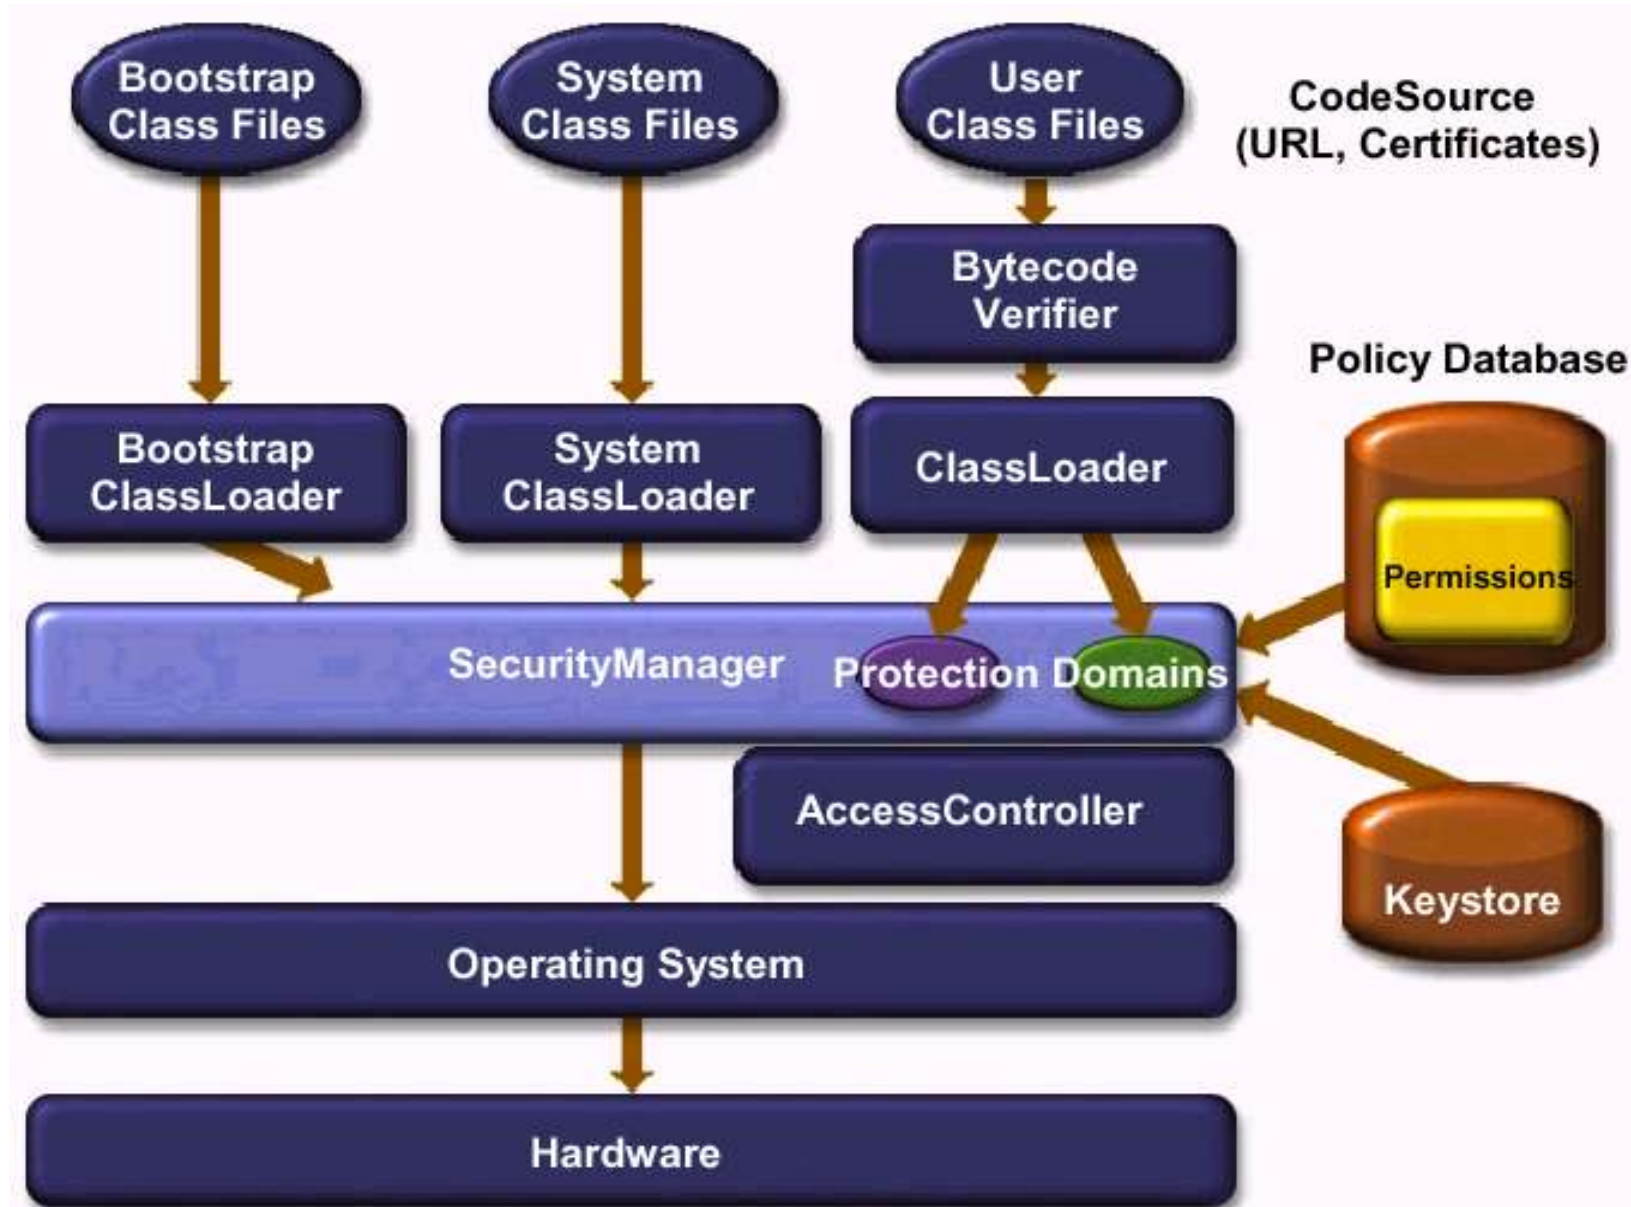 Bootstrap
Class Files
System
Class Files
User
Class Files
CodeSource
(URL, Certificates)
Bytecode
Verifier
Policy Database
Bootstrap
ClassLoader
System
ClassLoader
ClassLoader
Permissions
SecurityManager
Protection Domains
AccessController
Keystore
Operating System
Hardware